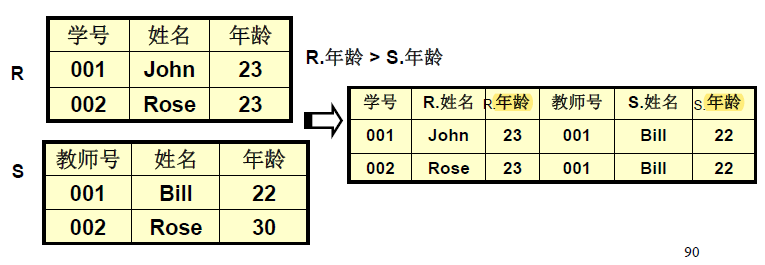 R
学号 姓名 年龄
001 John 23
002 Rose 23
S
教师号 姓名 年龄
001 Bill 22
002 Rose 30
R.年龄 > S.年龄
学号 R.姓名 R.年龄 教师号 S.姓名 S.年龄
001 John 23 001 Bill 22
002 Rose 23 001 Bill 22
90